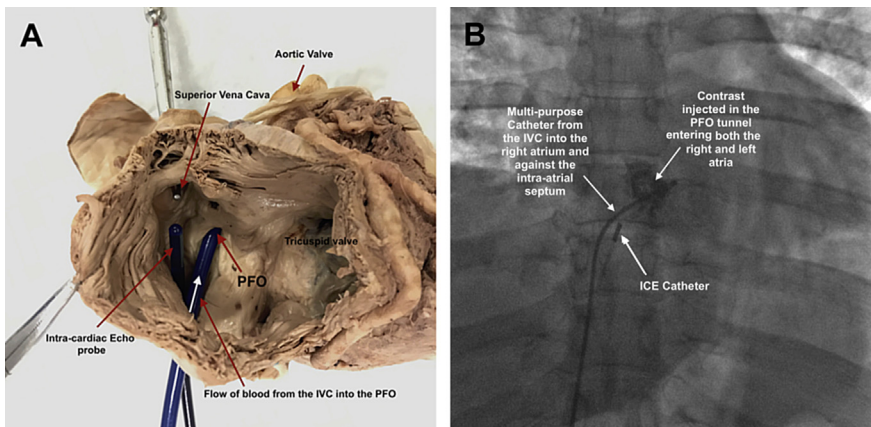 A
Aortic Valve
Superior Vena Cava
Tricuspid valve
PFO
Intra-cardiac Echo
probe
Flow of blood from the IVC into the PFO
B
Multi-purpose
Catheter from
the IVC into the
right atrium and
against the
intra-atrial
septum
Contrast
injected in the
PFO tunnel
entering both the
right and left
atria
ICE Catheter